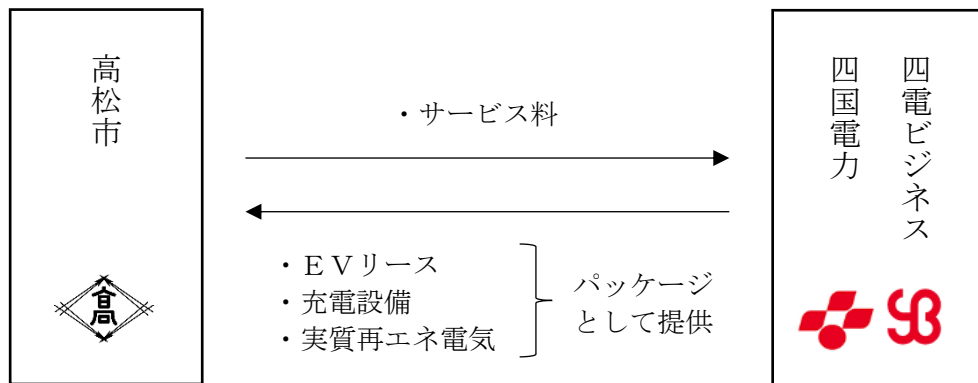 高松市
高
・サービス料
・ＥＶリース
・充電設備
・実質再エネ電気
パッケージ
として提供
四電ビジネス
四国電力